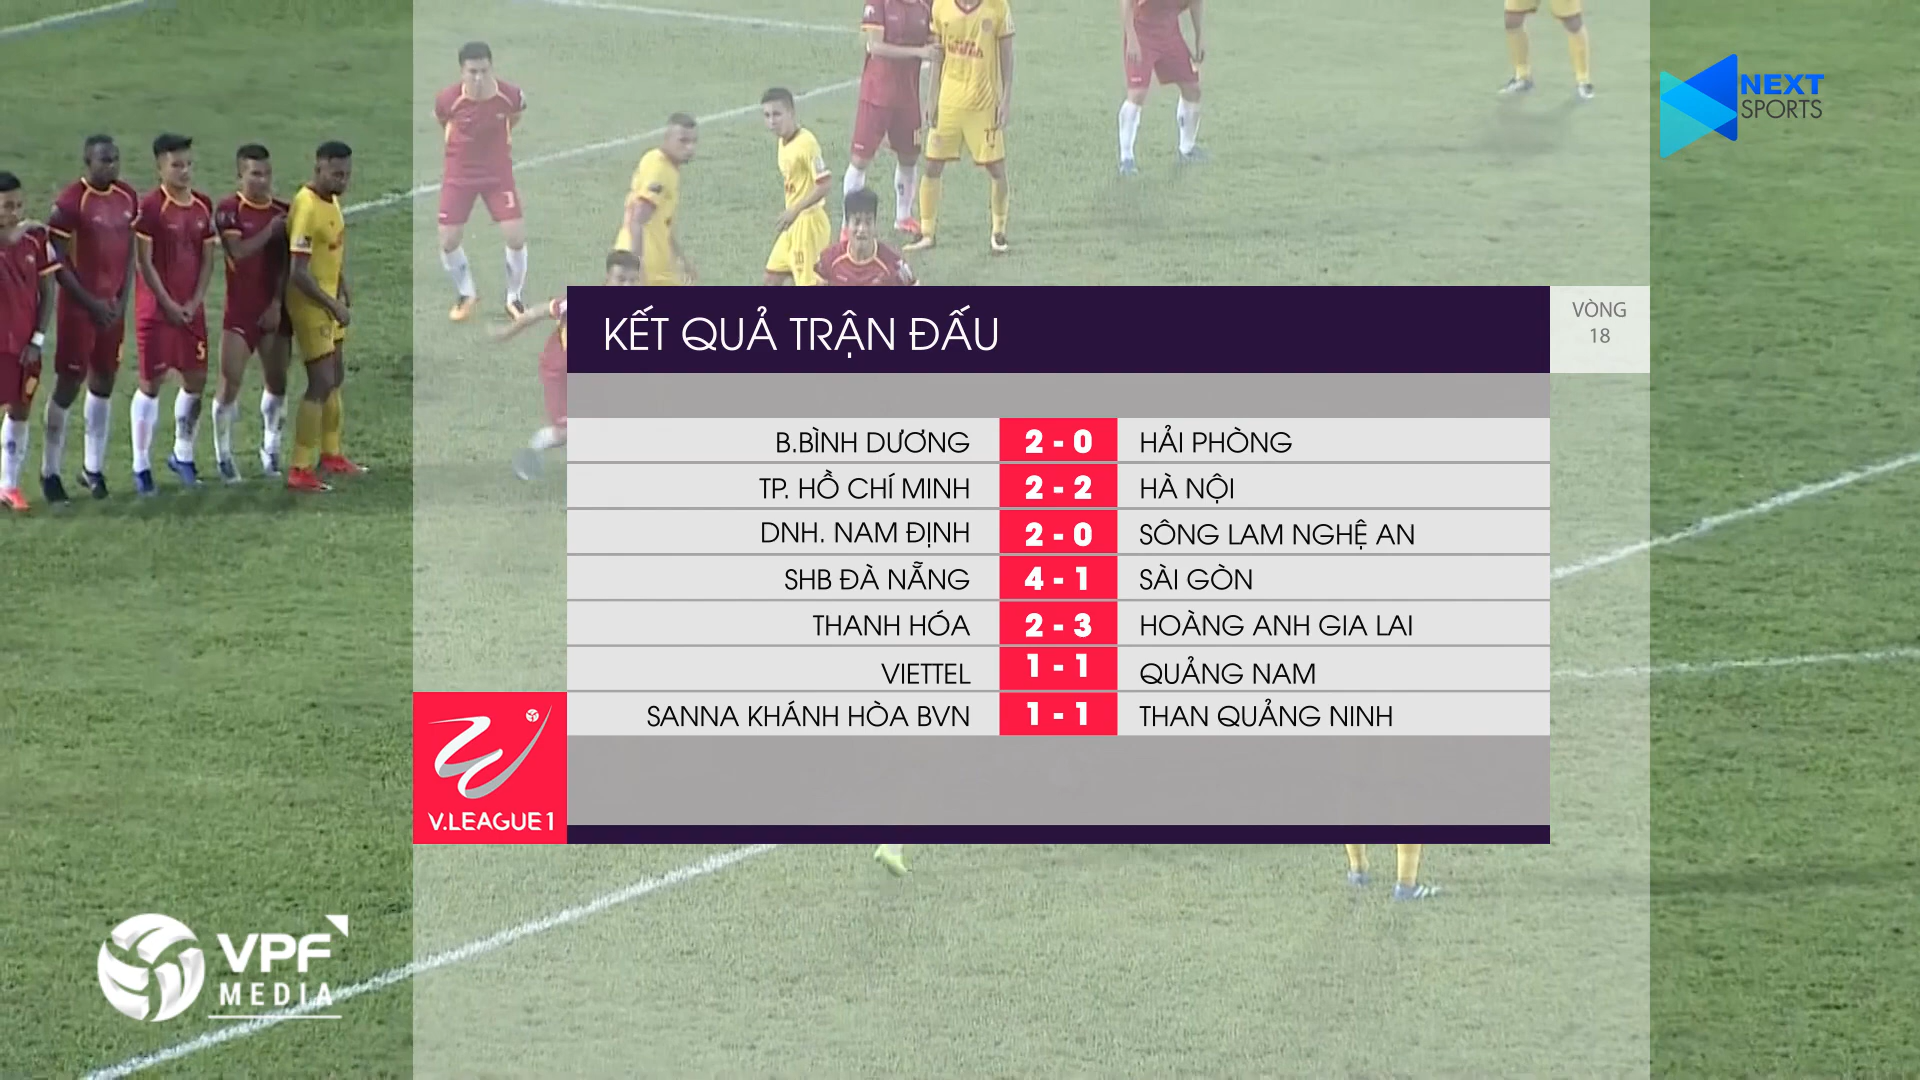 NEXT
SPORTS
KẾT QUẢ TRẬN ĐẤU
VÒNG
18
B.BÌNH DƯƠNG 2 - 0 HẢI PHÒNG
TP. HỒ CHÍ MINH 2 - 2 HÀ NỘI
DNH. NAM ĐỊNH 2 - 0 SÔNG LAM NGHỆ AN
SHB ĐÀ NẴNG 4 - 1 SÀI GÒN
THANH HÓA 2 - 3 HOÀNG ANH GIA LAI
VIETTEL 1 - 1 QUẢNG NAM
SANNA KHÁNH HÒA BVN 1 - 1 THAN QUẢNG NINH
V.LEAGUE 1
VPF
MEDIA